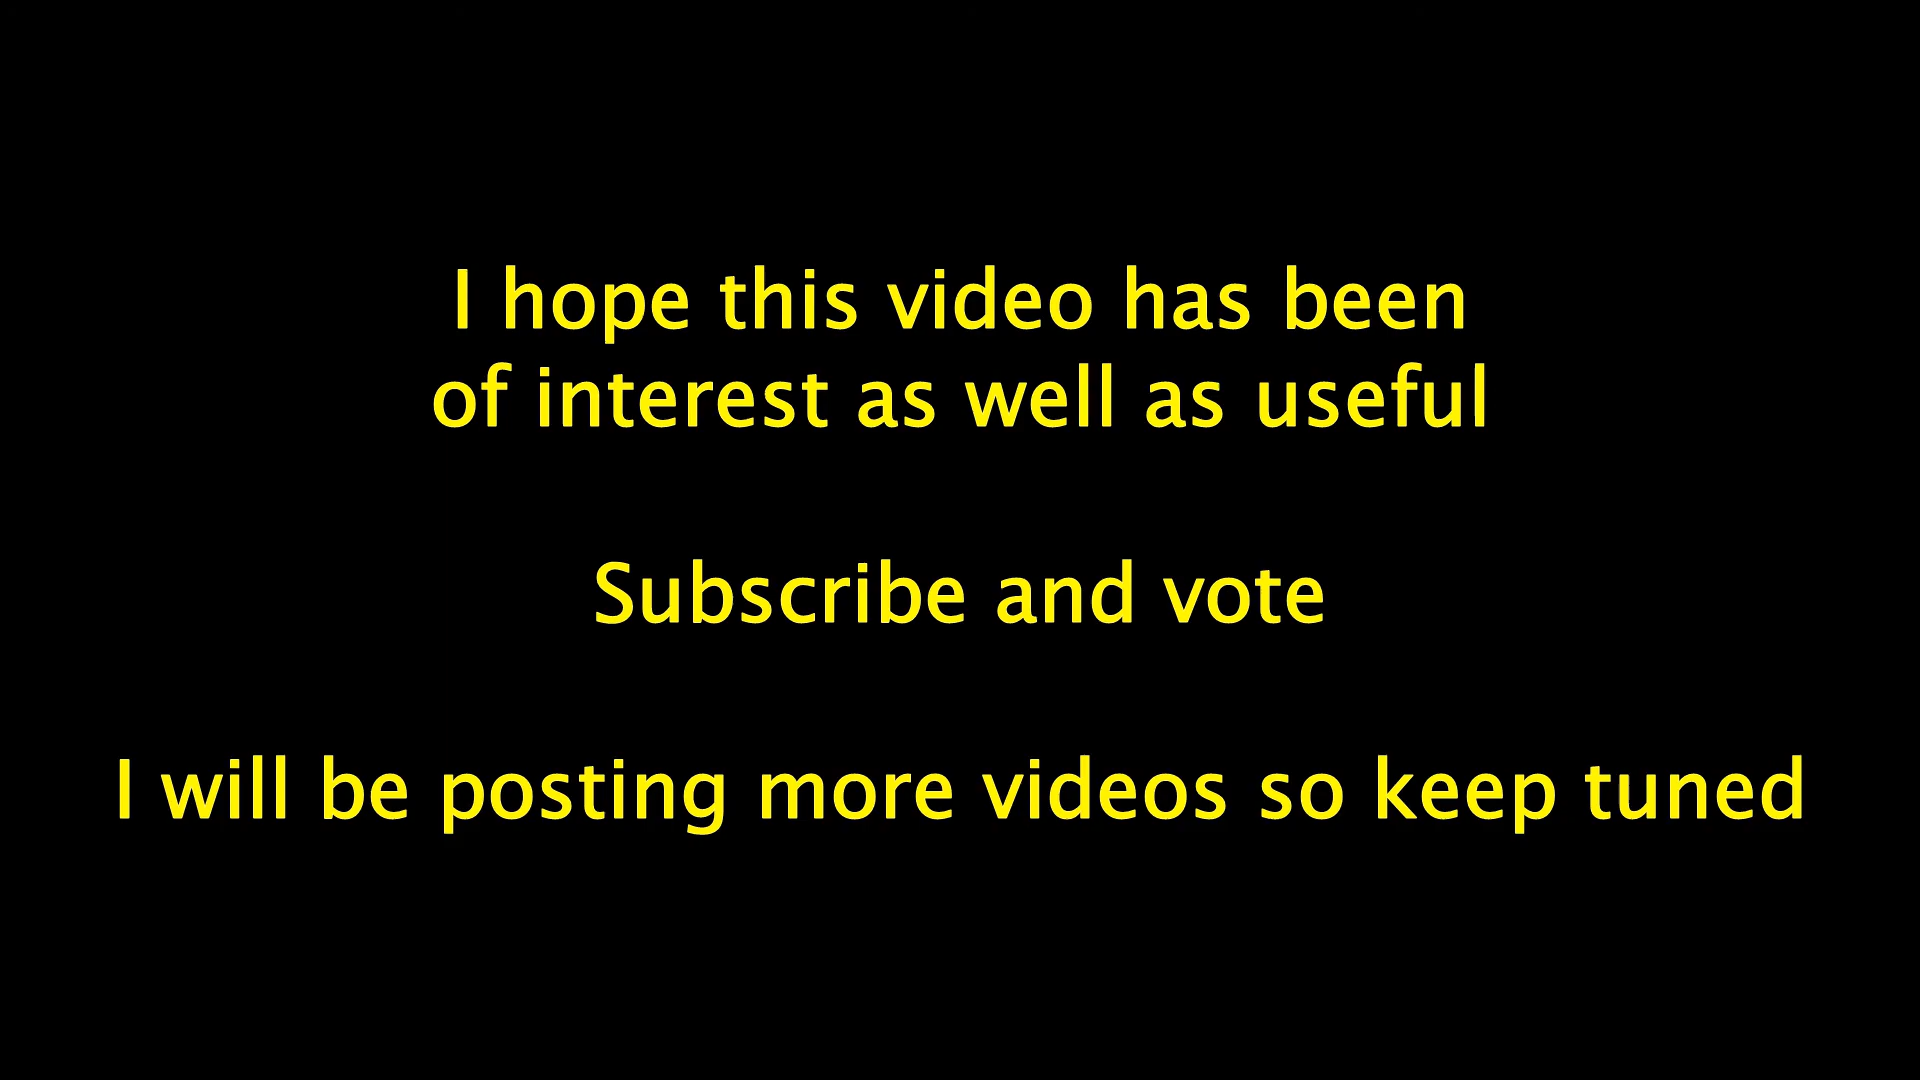 I hope this video has been
of interest as well as useful
Subscribe and vote
I will be posting more videos so keep tuned